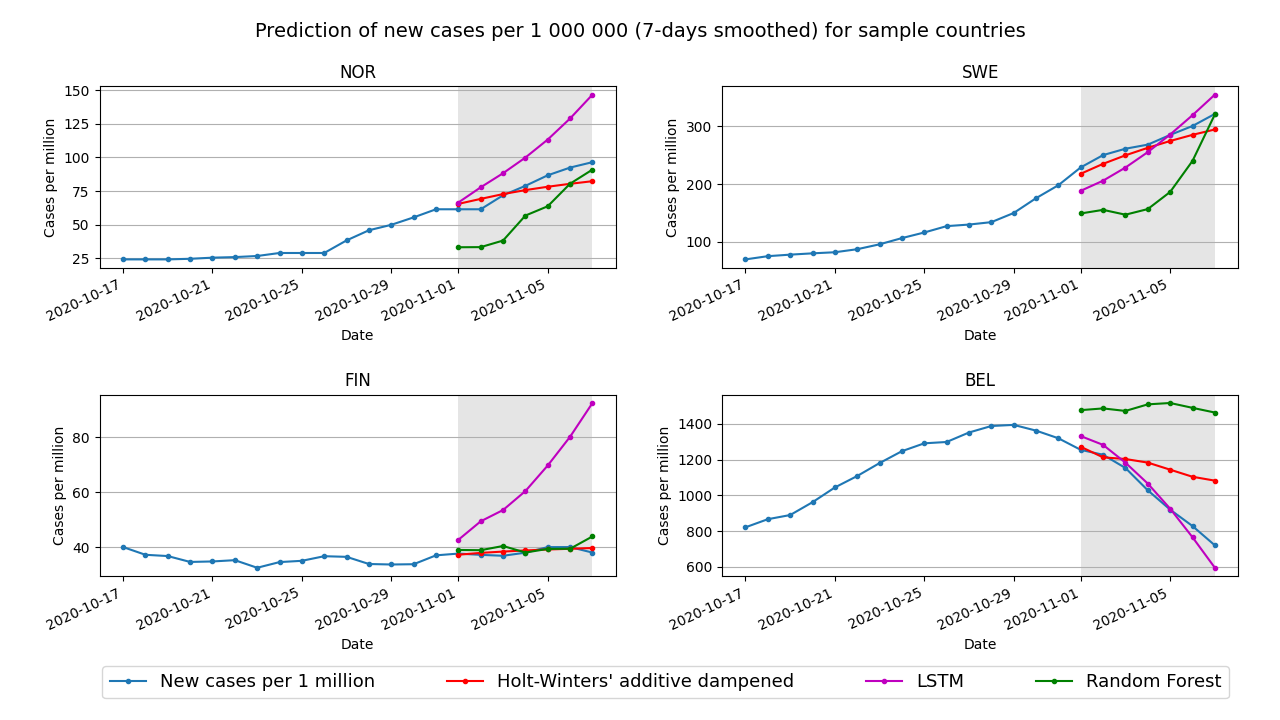 Prediction of new cases per 1 000 000 (7-days smoothed) for sample countries
NOR
Cases per million
150
125
100
75
50
25
2020-10-17
2020-10-21
2020-10-25
2020-10-29
2020-11-01
2020-11-05
Date
SWE
Cases per million
300
200
100
2020-10-17
2020-10-21
2020-10-25
2020-10-29
2020-11-01
2020-11-05
Date
FIN
Cases per million
80
60
40
2020-10-17
2020-10-21
2020-10-25
2020-10-29
2020-11-01
2020-11-05
Date
BEL
Cases per million
1400
1200
1000
800
600
2020-10-17
2020-10-21
2020-10-25
2020-10-29
2020-11-01
2020-11-05
Date
New cases per 1 million
Holt-Winters' additive dampened
LSTM
Random Forest